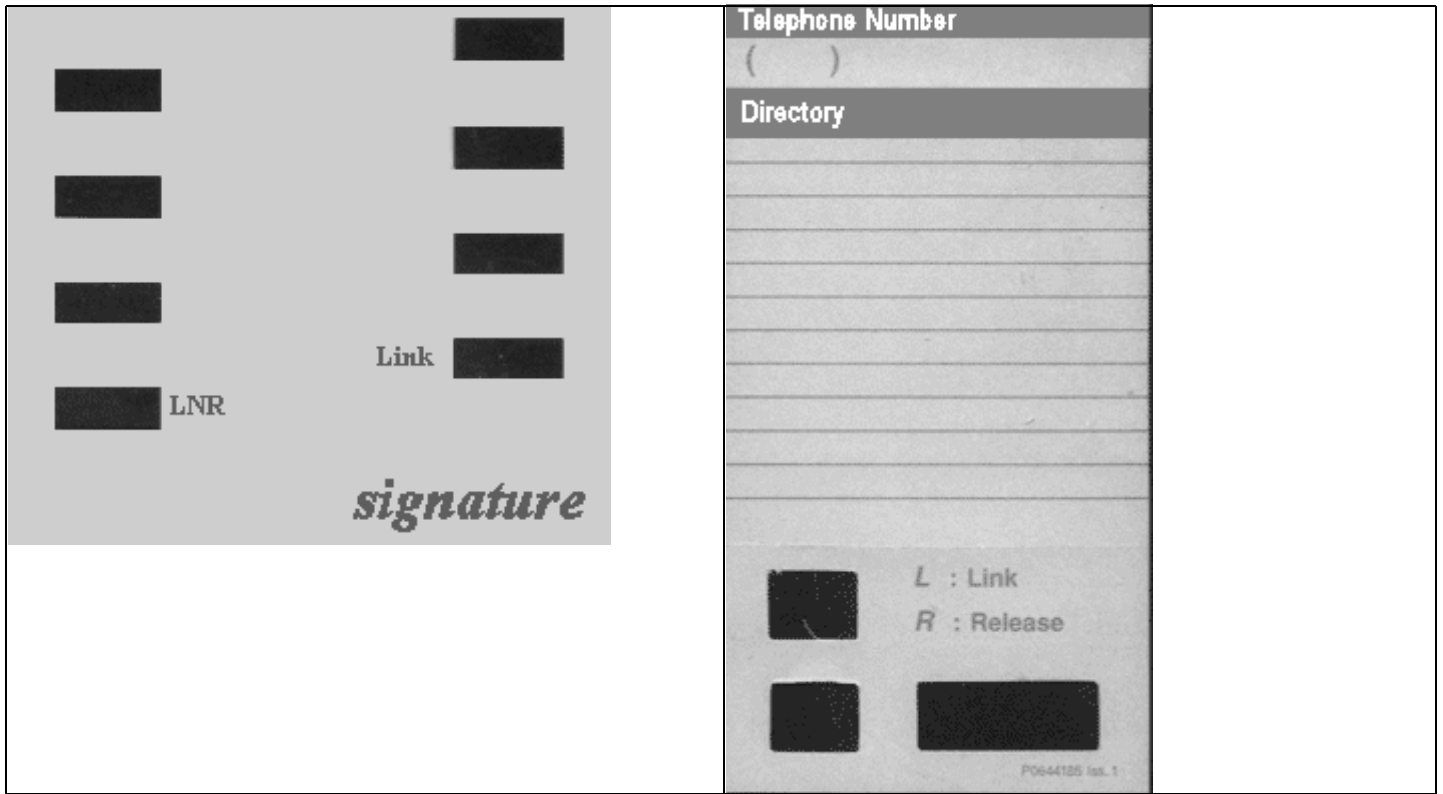 Link
LNR
signature
Telephone Number
( )
Directory
L : Link
R : Release
P0644185 Iss. 1